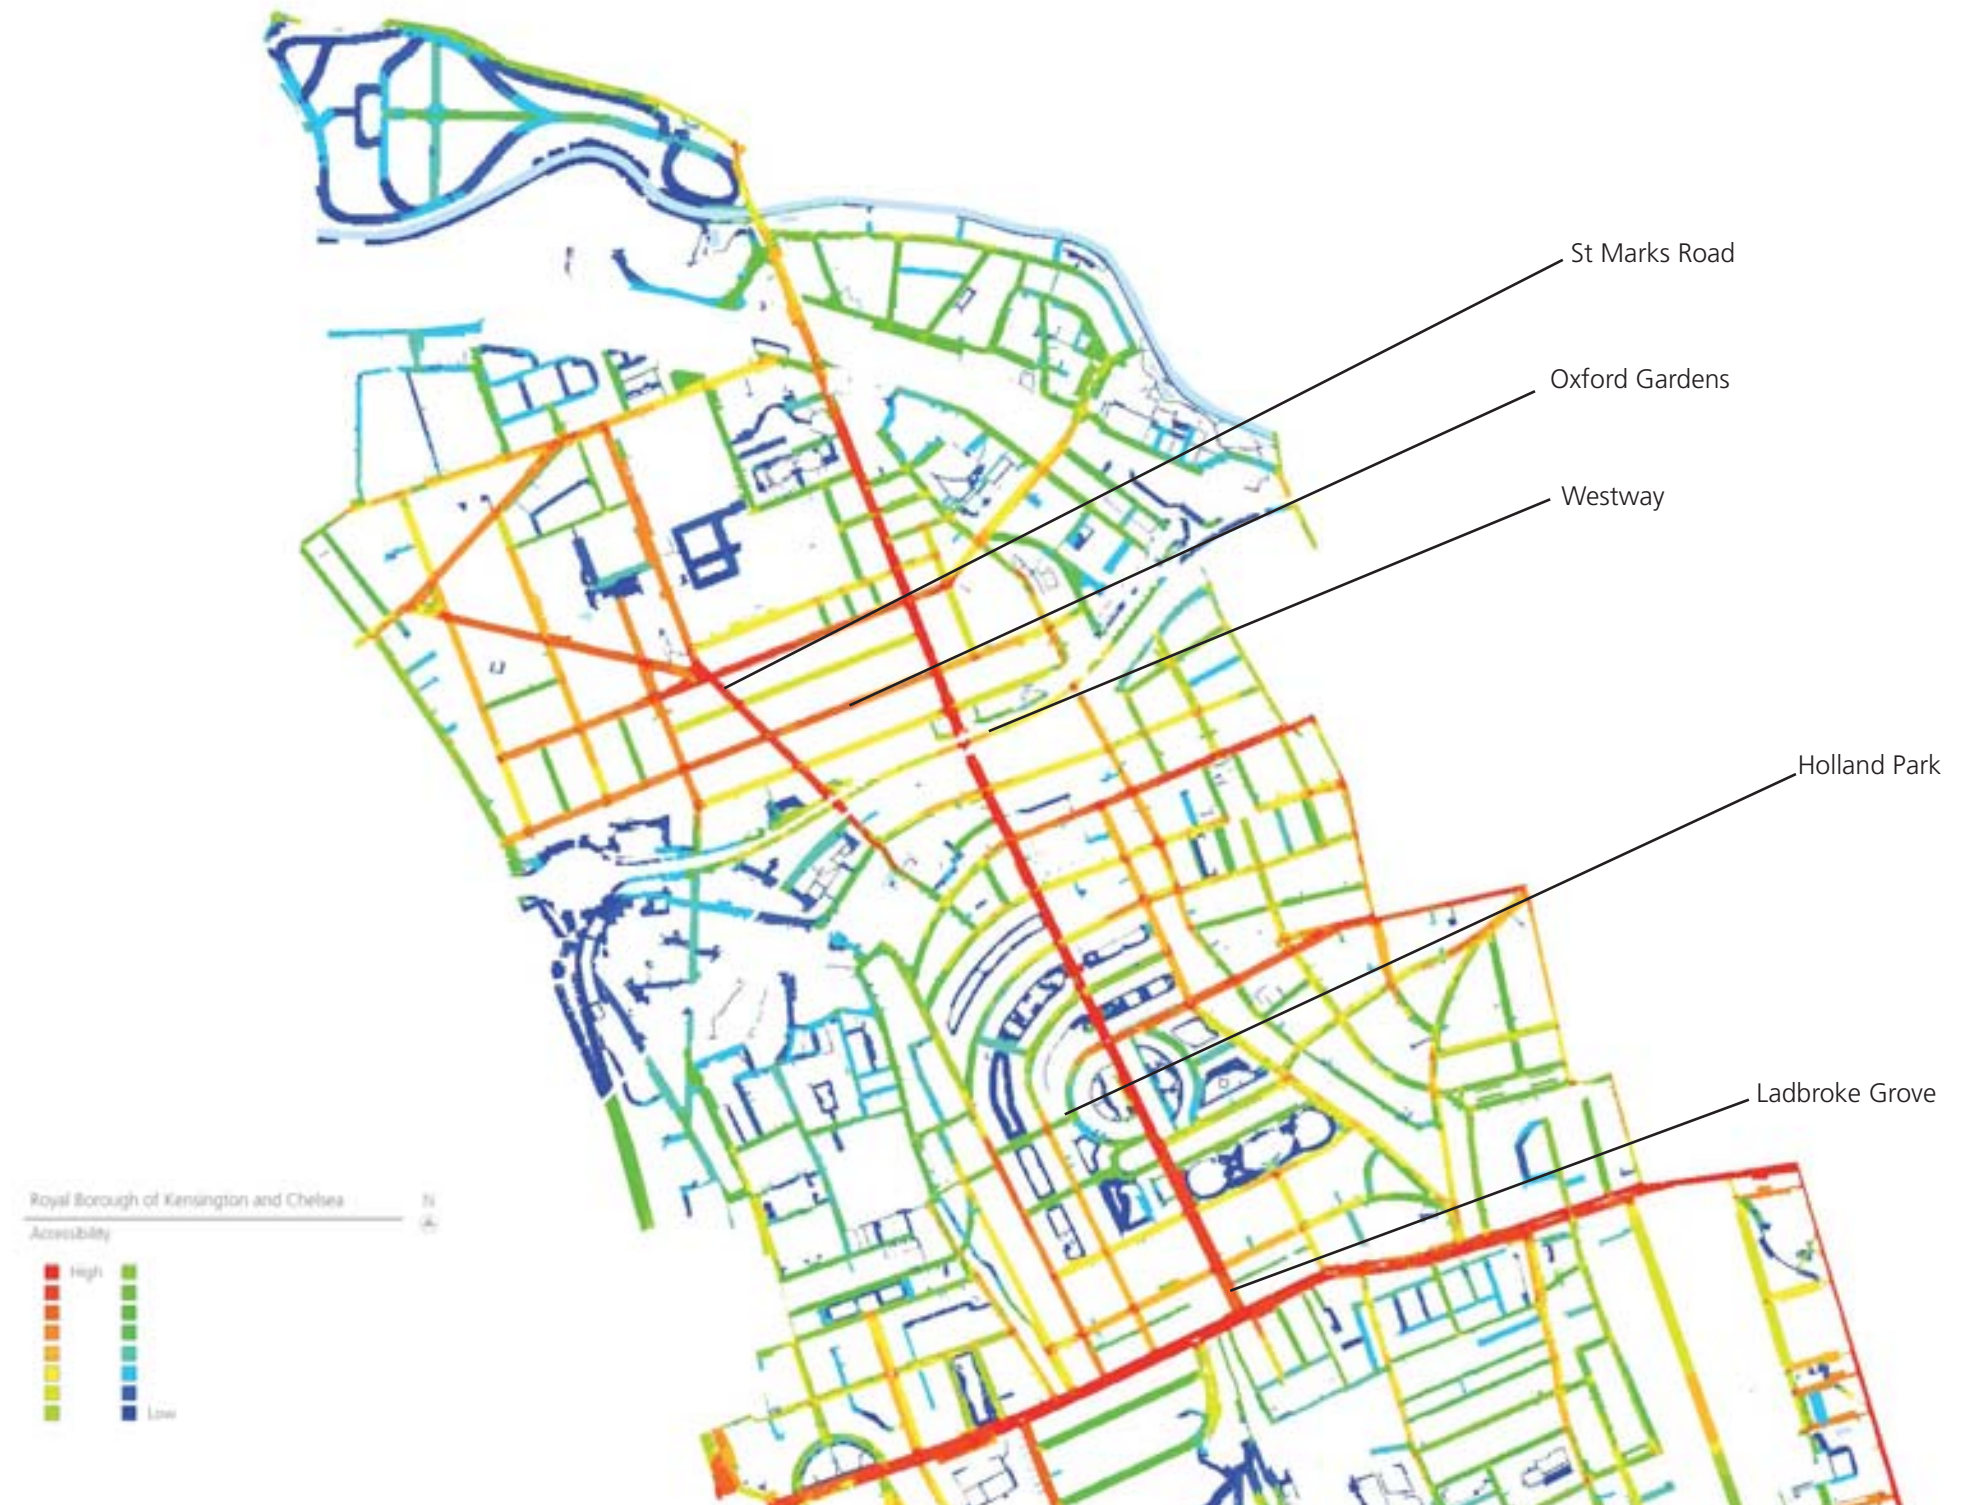 St Marks Road
Oxford Gardens
Westway
Holland Park
Ladbroke Grove
Royal Borough of Kensington and Chelsea
N
Accessibility
High
Low